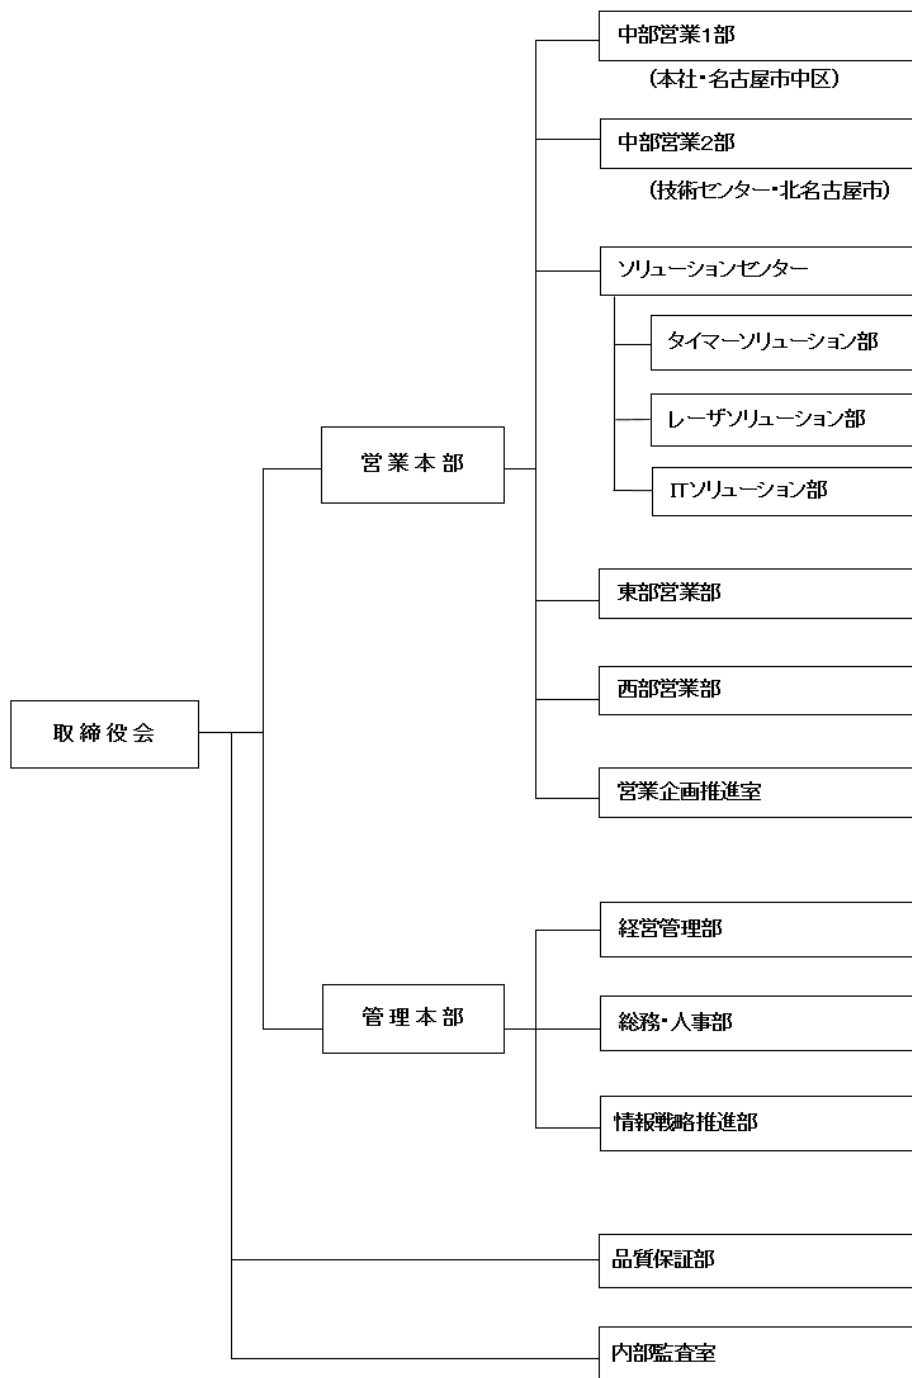 中部営業1部
(本社・名古屋市中区)
中部営業2部
(技術センター・北名古屋市)
ソリューションセンター
タイマーソリューション部
レーザソリューション部
営業本部
ITソリューション部
東部営業部
西部営業部
取締役会
営業企画推進室
経営管理部
管理本部
総務・人事部
情報戦略推進部
品質保証部
内部監査室